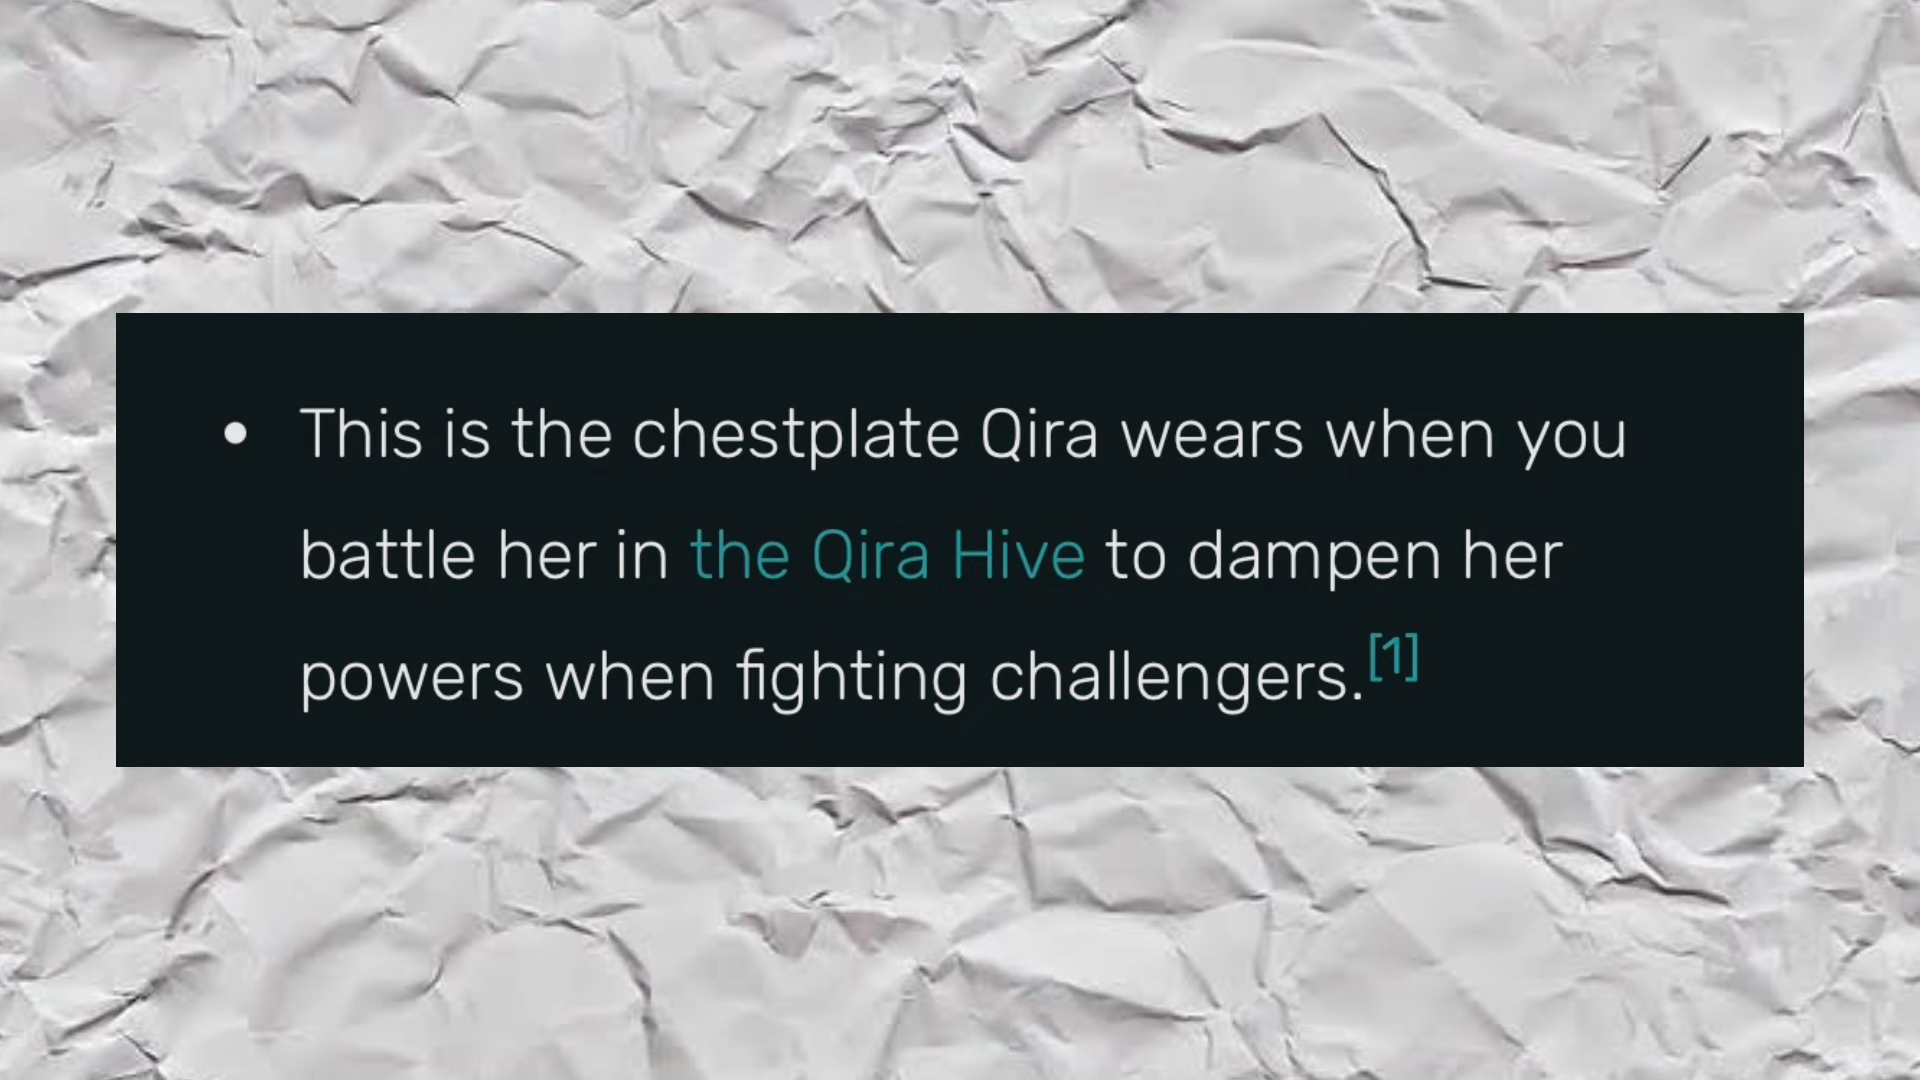 • This is the chestplate Qira wears when you
battle her in the Qira Hive to dampen her
powers when fighting challengers.[1]